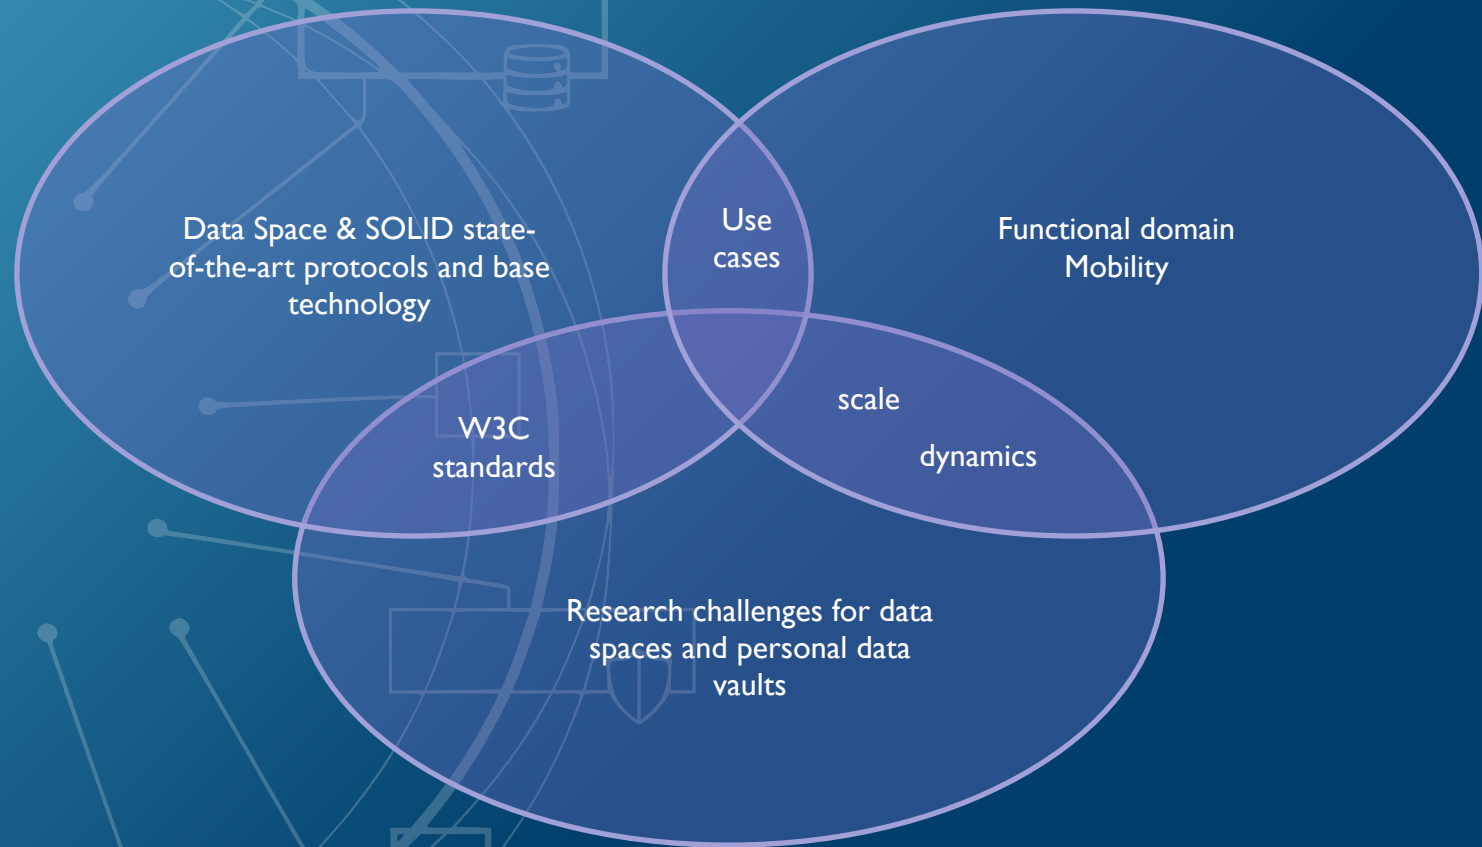 Data Space & SOLID state-
of-the-art protocols and base
technology
Use
cases
Functional domain
Mobility
W3C
standards
scale
dynamics
Research challenges for data
spaces and personal data
vaults